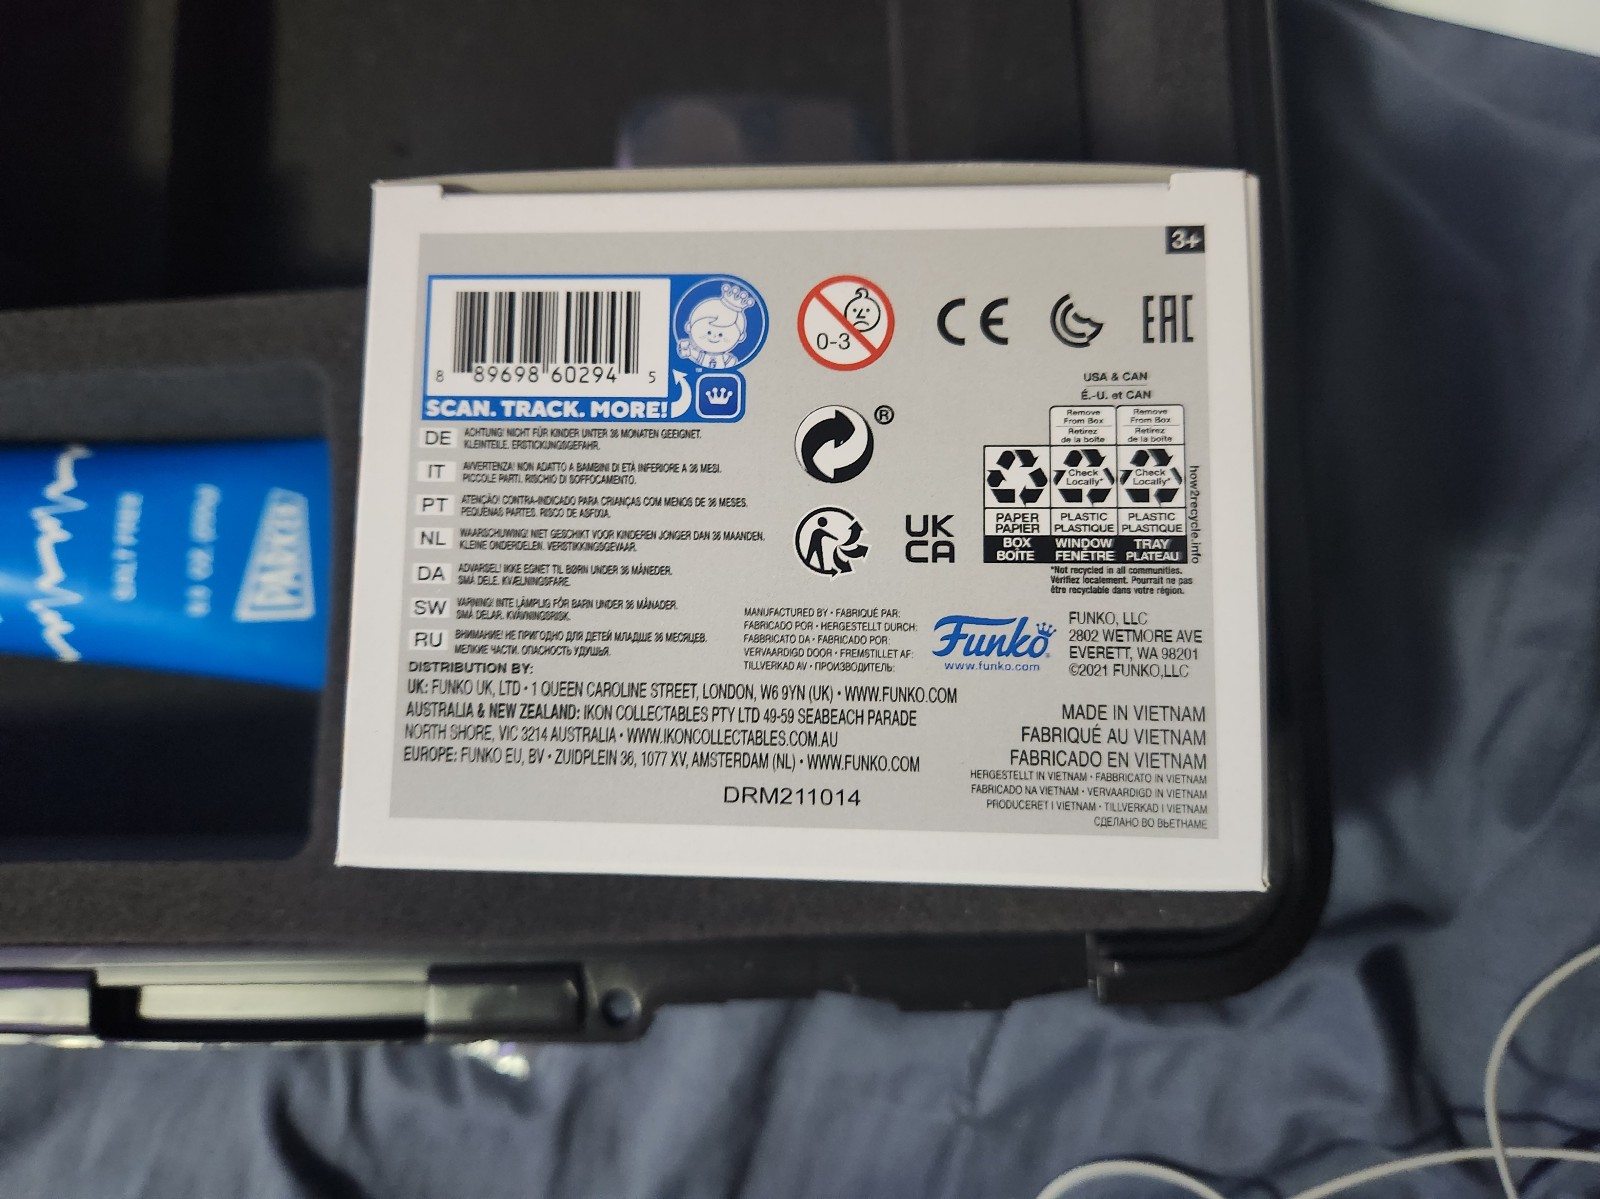 3+
8 89698 60294 5
SCAN. TRACK. MORE!
™
0-3
CE
EAC
®
UK
CA
USA & CAN
É.-U. et CAN
Remove
From Box
Retirez
de la boîte
Remove
From Box
Retirez
de la boîte
Check
Locally*
Check
Locally*
PAPER
PAPIER
PLASTIC
PLASTIQUE
PLASTIC
PLASTIQUE
BOX
BOÎTE
WINDOW
FENÊTRE
TRAY
PLATEAU
how2recycle.info
*Not recycled in all communities.
Vérifiez localement. Pourrait ne pas
être recyclable dans votre région.
DE ACHTUNG! NICHT FÜR KINDER UNTER 36 MONATEN GEEIGNET.
KLEINTEILE. ERSTICKUNGSGEFAHR.
IT AVVERTENZA! NON ADATTO A BAMBINI DI ETÀ INFERIORE A 36 MESI.
PICCOLE PARTI. RISCHIO DI SOFFOCAMENTO.
PT ATENÇÃO! CONTRA-INDICADO PARA CRIANÇAS COM MENOS DE 36 MESES.
PEQUENAS PARTES. RISCO DE ASFIXIA.
NL WAARSCHUWING! NIET GESCHIKT VOOR KINDEREN JONGER DAN 36 MAANDEN.
KLEINE ONDERDELEN. VERSTIKKINGSGEVAAR.
DA ADVARSEL! IKKE EGNET TIL BØRN UNDER 36 MÅNEDER.
SMÅ DELE. KVÆLNINGSFARE.
SW VARNING! INTE LÄMPLIG FÖR BARN UNDER 36 MÅNADER.
SMÅ DELAR. KVÄVNINGSRISK.
RU ВНИМАНИЕ! НЕ ПРИГОДНО ДЛЯ ДЕТЕЙ МЛАДШЕ 36 МЕСЯЦЕВ.
МЕЛКИЕ ЧАСТИ. ОПАСНОСТЬ УДУШЬЯ.
MANUFACTURED BY • FABRIQUÉ PAR:
FABRICADO POR • HERGESTELLT DURCH:
FABBRICATO DA • FABRICADO POR:
VERVAARDIGD DOOR • FREMSTILLET AF:
TILLVERKAD AV • ПРОИЗВОДИТЕЛЬ:
Funko
www.funko.com
FUNKO, LLC
2802 WETMORE AVE
EVERETT, WA 98201
©2021 FUNKO,LLC
DISTRIBUTION BY:
UK: FUNKO UK, LTD • 1 QUEEN CAROLINE STREET, LONDON, W6 9YN (UK) • WWW.FUNKO.COM
AUSTRALIA & NEW ZEALAND: IKON COLLECTABLES PTY LTD 49-59 SEABEACH PARADE
NORTH SHORE, VIC 3214 AUSTRALIA • WWW.IKONCOLLECTABLES.COM.AU
EUROPE: FUNKO EU, BV • ZUIDPLEIN 36, 1077 XV, AMSTERDAM (NL) • WWW.FUNKO.COM
DRM211014
MADE IN VIETNAM
FABRIQUÉ AU VIETNAM
FABRICADO EN VIETNAM
HERGESTELLT IN VIETNAM • FABBRICATO IN VIETNAM
FABRICADO NA VIETNAM • VERVAARDIGD IN VIETNAM
PRODUCERET I VIETNAM • TILLVERKAD I VIETNAM
СДЕЛАНО ВО ВЬЕТНАМЕ
SALT FREE
PARKER